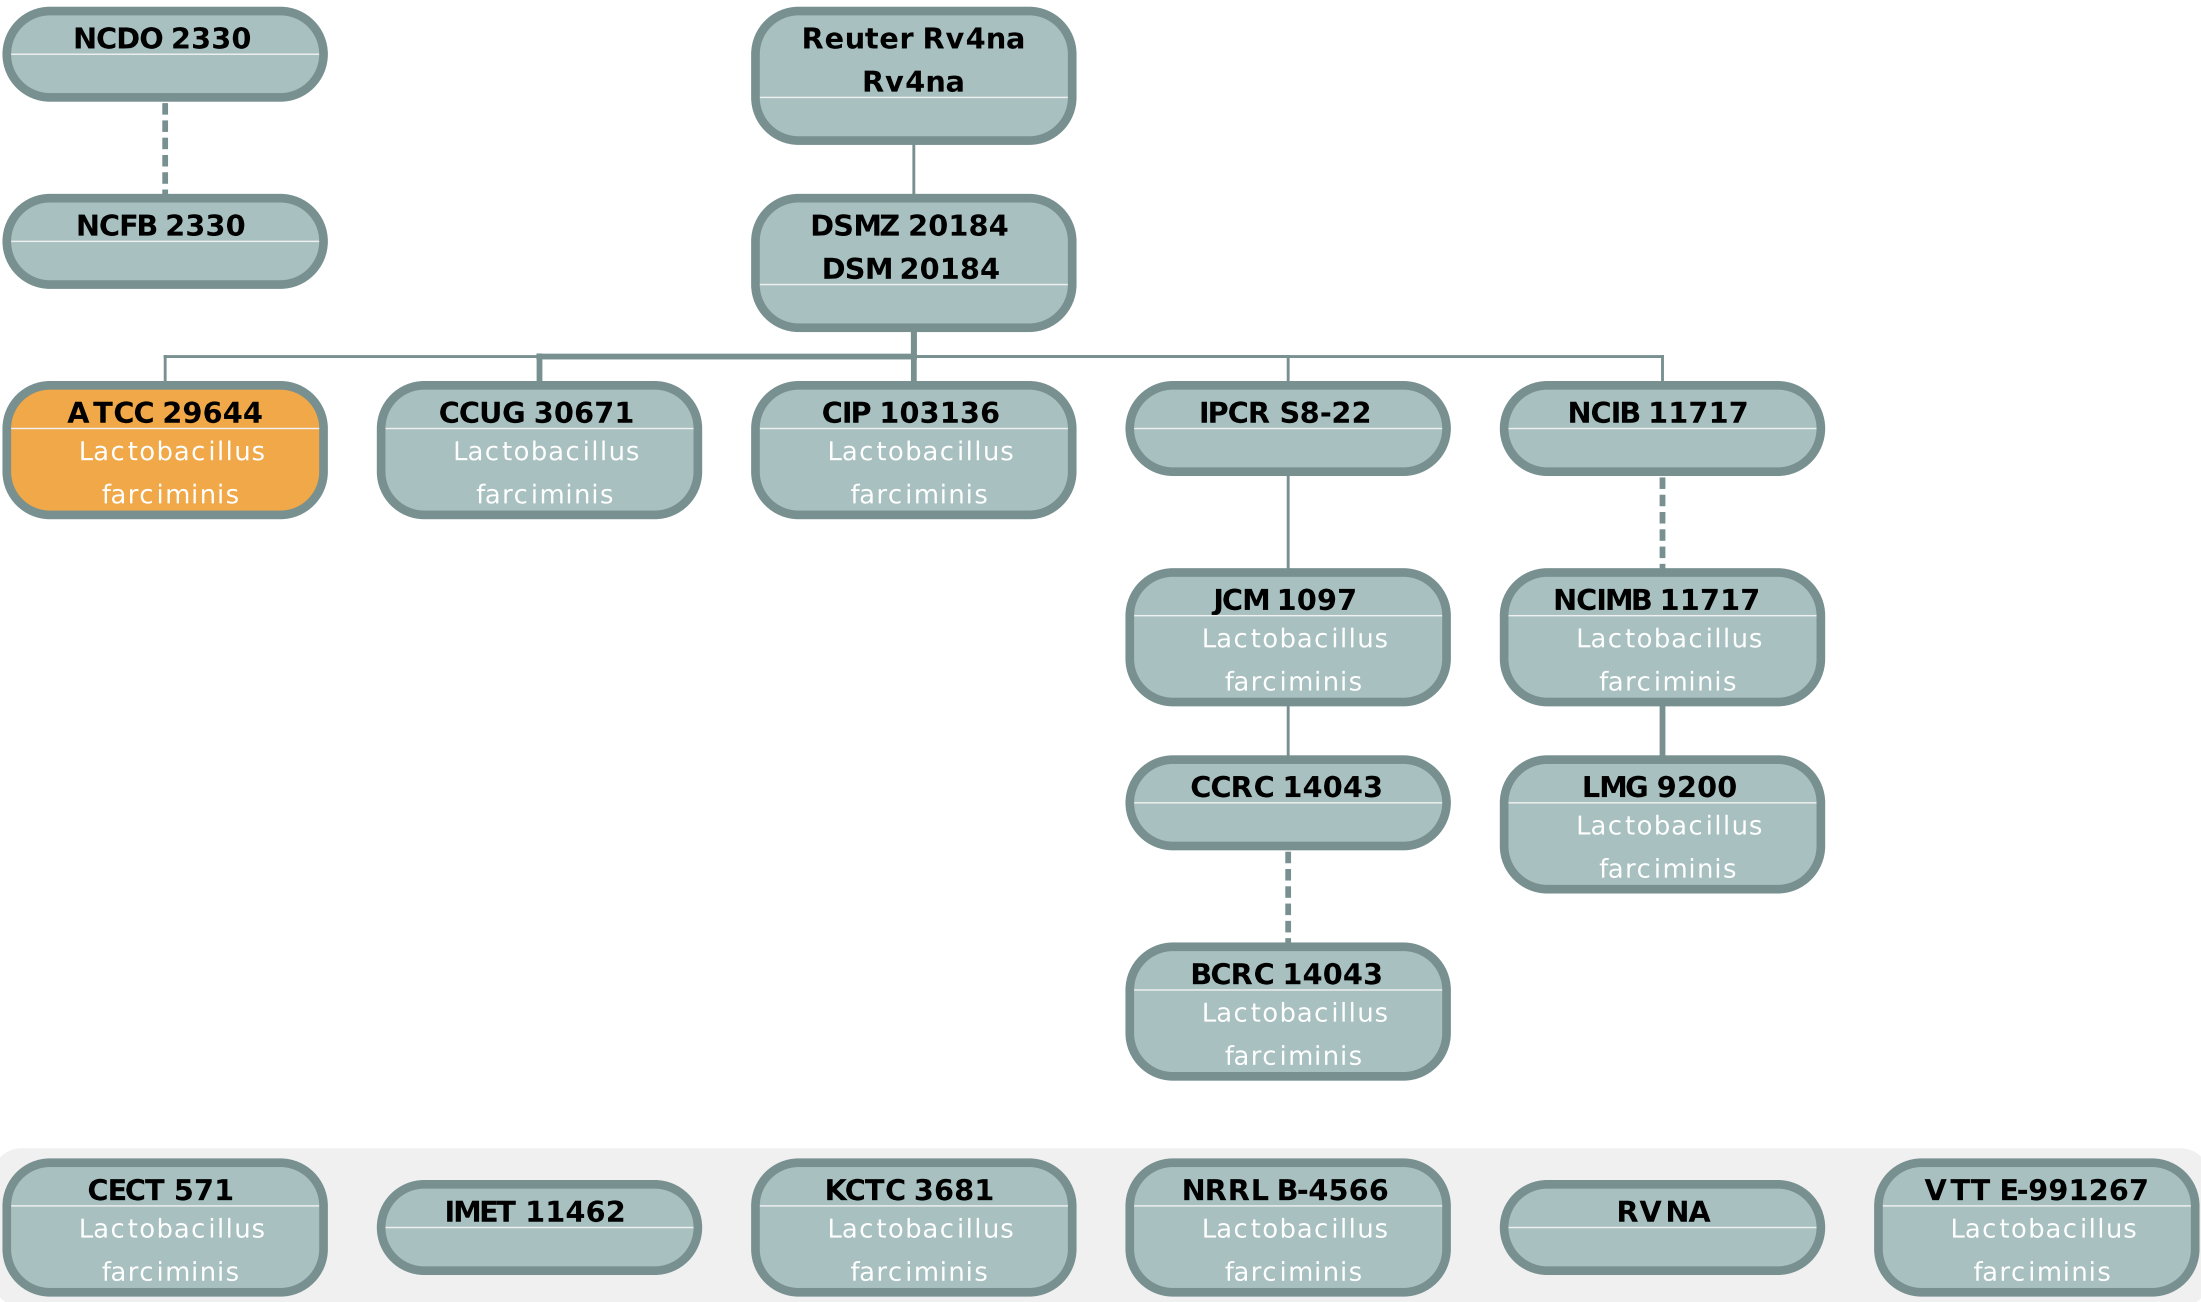 NCDO 2330
Reuter Rv4na
Rv4na
NCFB 2330
DSMZ 20184
DSM 20184
ATCC 29644
Lactobacillus
farciminis
CCUG 30671
Lactobacillus
farciminis
CIP 103136
Lactobacillus
farciminis
IPCR S8-22
NCIB 11717
JCM 1097
Lactobacillus
farciminis
NCIMB 11717
Lactobacillus
farciminis
CCRC 14043
LMG 9200
Lactobacillus
farciminis
BCRC 14043
Lactobacillus
farciminis
CECT 571
Lactobacillus
farciminis
IMET 11462
KCTC 3681
Lactobacillus
farciminis
NRRL B-4566
Lactobacillus
farciminis
RVNA
VTT E-991267
Lactobacillus
farciminis